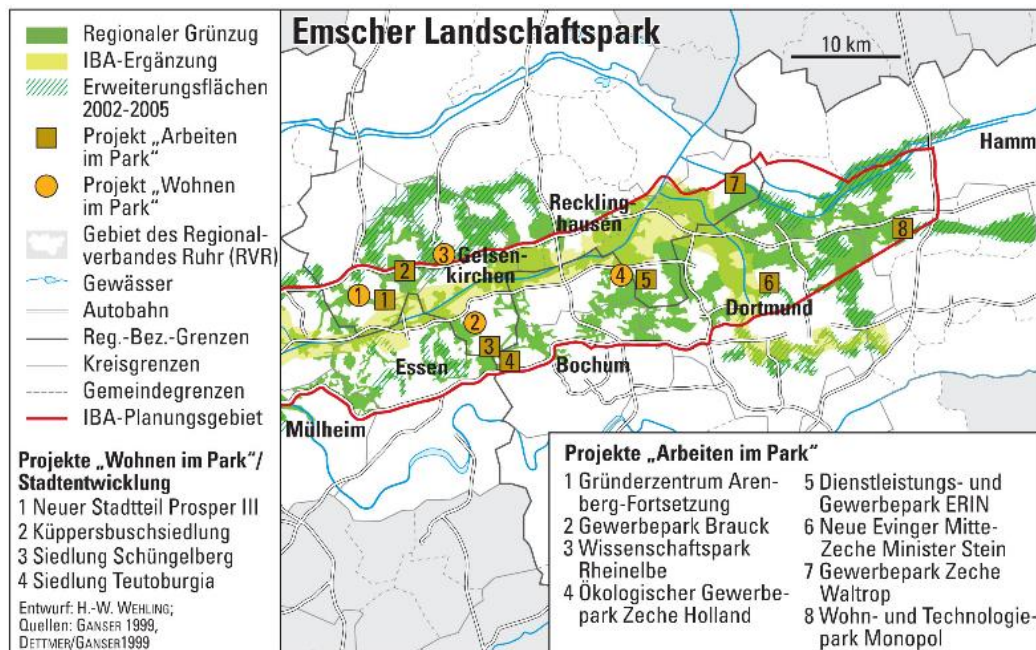 Emscher Landschaftspark
10 km
Regionaler Grünzug
IBA-Ergänzung
Erweiterungsflächen
2002-2005
Projekt „Arbeiten
im Park“
Projekt „Wohnen
im Park“
Gebiet des Regional-
verbandes Ruhr (RVR)
Gewässer
Autobahn
Reg.-Bez.-Grenzen
Kreisgrenzen
Gemeindegrenzen
IBA-Planungsgebiet
Projekte „Wohnen im Park“/
Stadtentwicklung
1 Neuer Stadtteil Prosper III
2 Küppersbuschsiedlung
3 Siedlung Schüngelberg
4 Siedlung Teutoburgia
Entwurf: H.-W. WEHLING;
Quellen: GANSER 1999,
DETTMER/GANSER1999
Hamm
7
Reckling-
hausen
8
3
Gelsen-
kirchen
2
4
5
6
1
1
Dortmund
2
3
Essen
4
Bochum
Mülheim
Projekte „Arbeiten im Park“
1 Gründerzentrum Aren-
berg-Fortsetzung
2 Gewerbepark Brauck
3 Wissenschaftspark
Rheinelbe
4 Ökologischer Gewerbe-
park Zeche Holland
5 Dienstleistungs- und
Gewerbepark ERIN
6 Neue Evinger Mitte-
Zeche Minister Stein
7 Gewerbepark Zeche
Waltrop
8 Wohn- und Technologie-
park Monopol